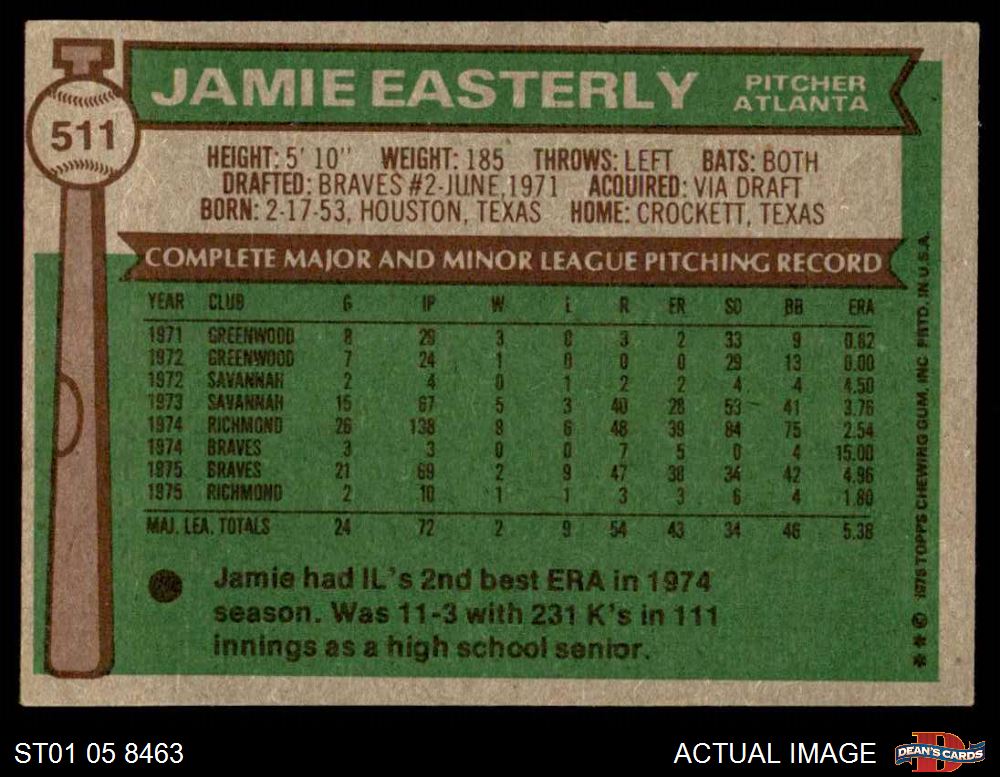 511
JAMIE EASTERLY PITCHER
ATLANTA
HEIGHT: 5' 10" WEIGHT: 185 THROWS: LEFT BATS: BOTH
DRAFTED: BRAVES #2-JUNE, 1971 ACQUIRED: VIA DRAFT
BORN: 2-17-53, HOUSTON, TEXAS HOME: CROCKETT, TEXAS
COMPLETE MAJOR AND MINOR LEAGUE PITCHING RECORD
YEAR CLUB G IP W L R ER SO BB ERA
1971 GREENWOOD 8 29 3 0 3 2 33 9 0.62
1972 GREENWOOD 7 24 1 0 0 0 29 13 0.00
1972 SAVANNAH 2 4 0 1 2 2 4 4 4.50
1973 SAVANNAH 15 67 5 3 40 28 53 41 3.76
1974 RICHMOND 26 138 8 6 48 39 84 75 2.54
1974 BRAVES 3 3 0 0 7 5 0 4 15.00
1975 BRAVES 21 69 2 9 47 38 34 42 4.96
1975 RICHMOND 2 10 1 1 3 3 6 4 1.80
MAJ. LEA. TOTALS 24 72 2 9 54 43 34 46 5.38
Jamie had IL's 2nd best ERA in 1974
season. Was 11-3 with 231 K's in 111
innings as a high school senior.
** © 1976 TOPPS CHEWING GUM, INC PRTD. IN U.S.A.
ST01 05 8463 ACTUAL IMAGE DEAN'S CARDS